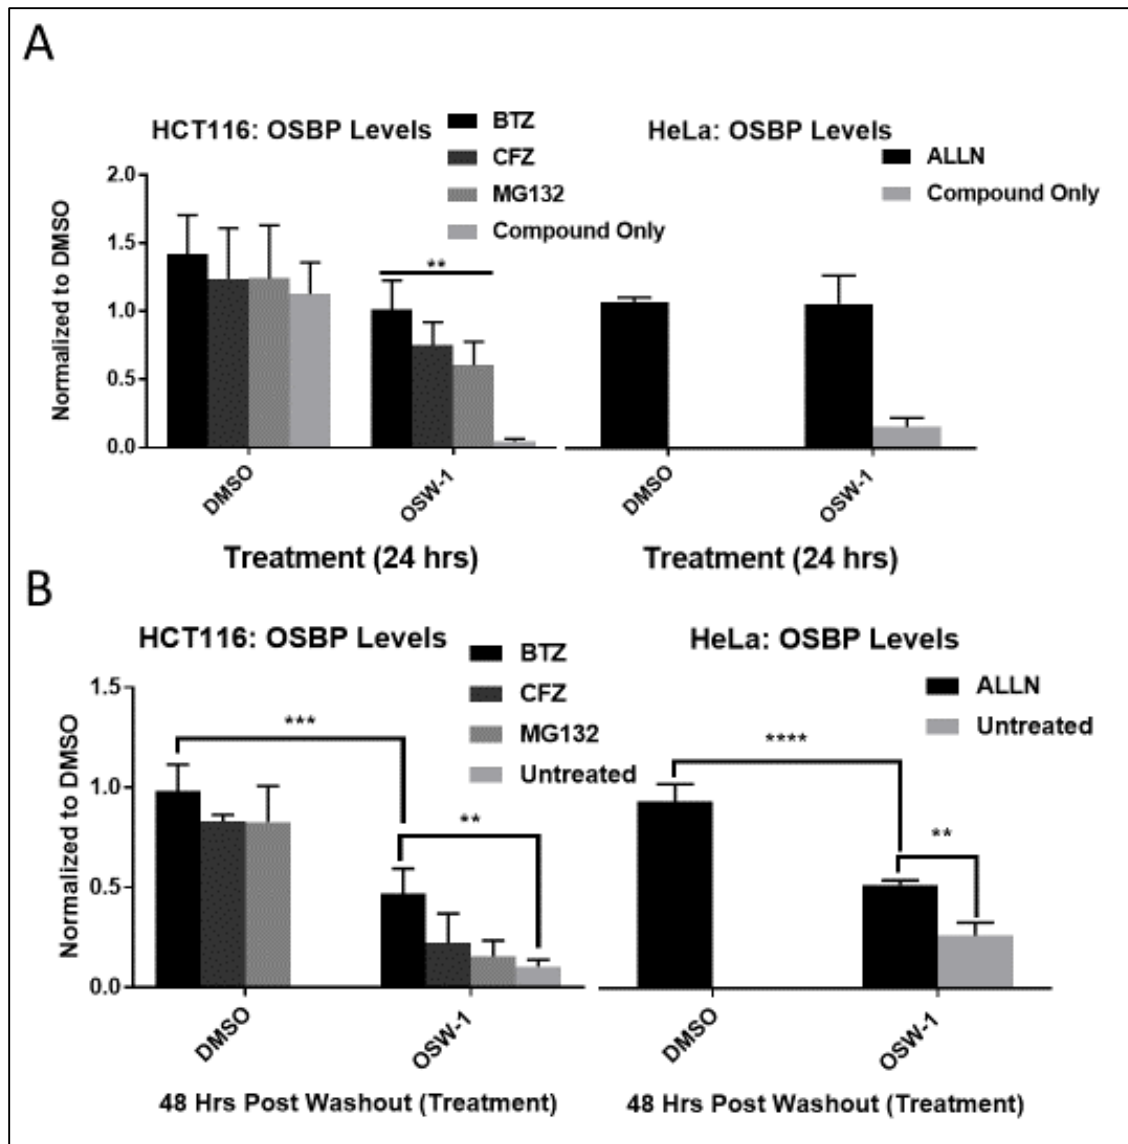 A
HCT116: OSBP Levels
BTZ
CFZ
MG132
Compound Only
HeLa: OSBP Levels
ALLN
Compound Only
Normalized to DMSO
2.0
1.5
1.0
0.5
0.0
**
DMSO
OSW-1
DMSO
OSW-1
Treatment (24 hrs)
Treatment (24 hrs)
B
HCT116: OSBP Levels
BTZ
CFZ
MG132
Untreated
HeLa: OSBP Levels
ALLN
Untreated
Normalized to DMSO
1.5
1.0
0.5
0.0
***
**
****
**
DMSO
OSW-1
DMSO
OSW-1
48 Hrs Post Washout (Treatment)
48 Hrs Post Washout (Treatment)